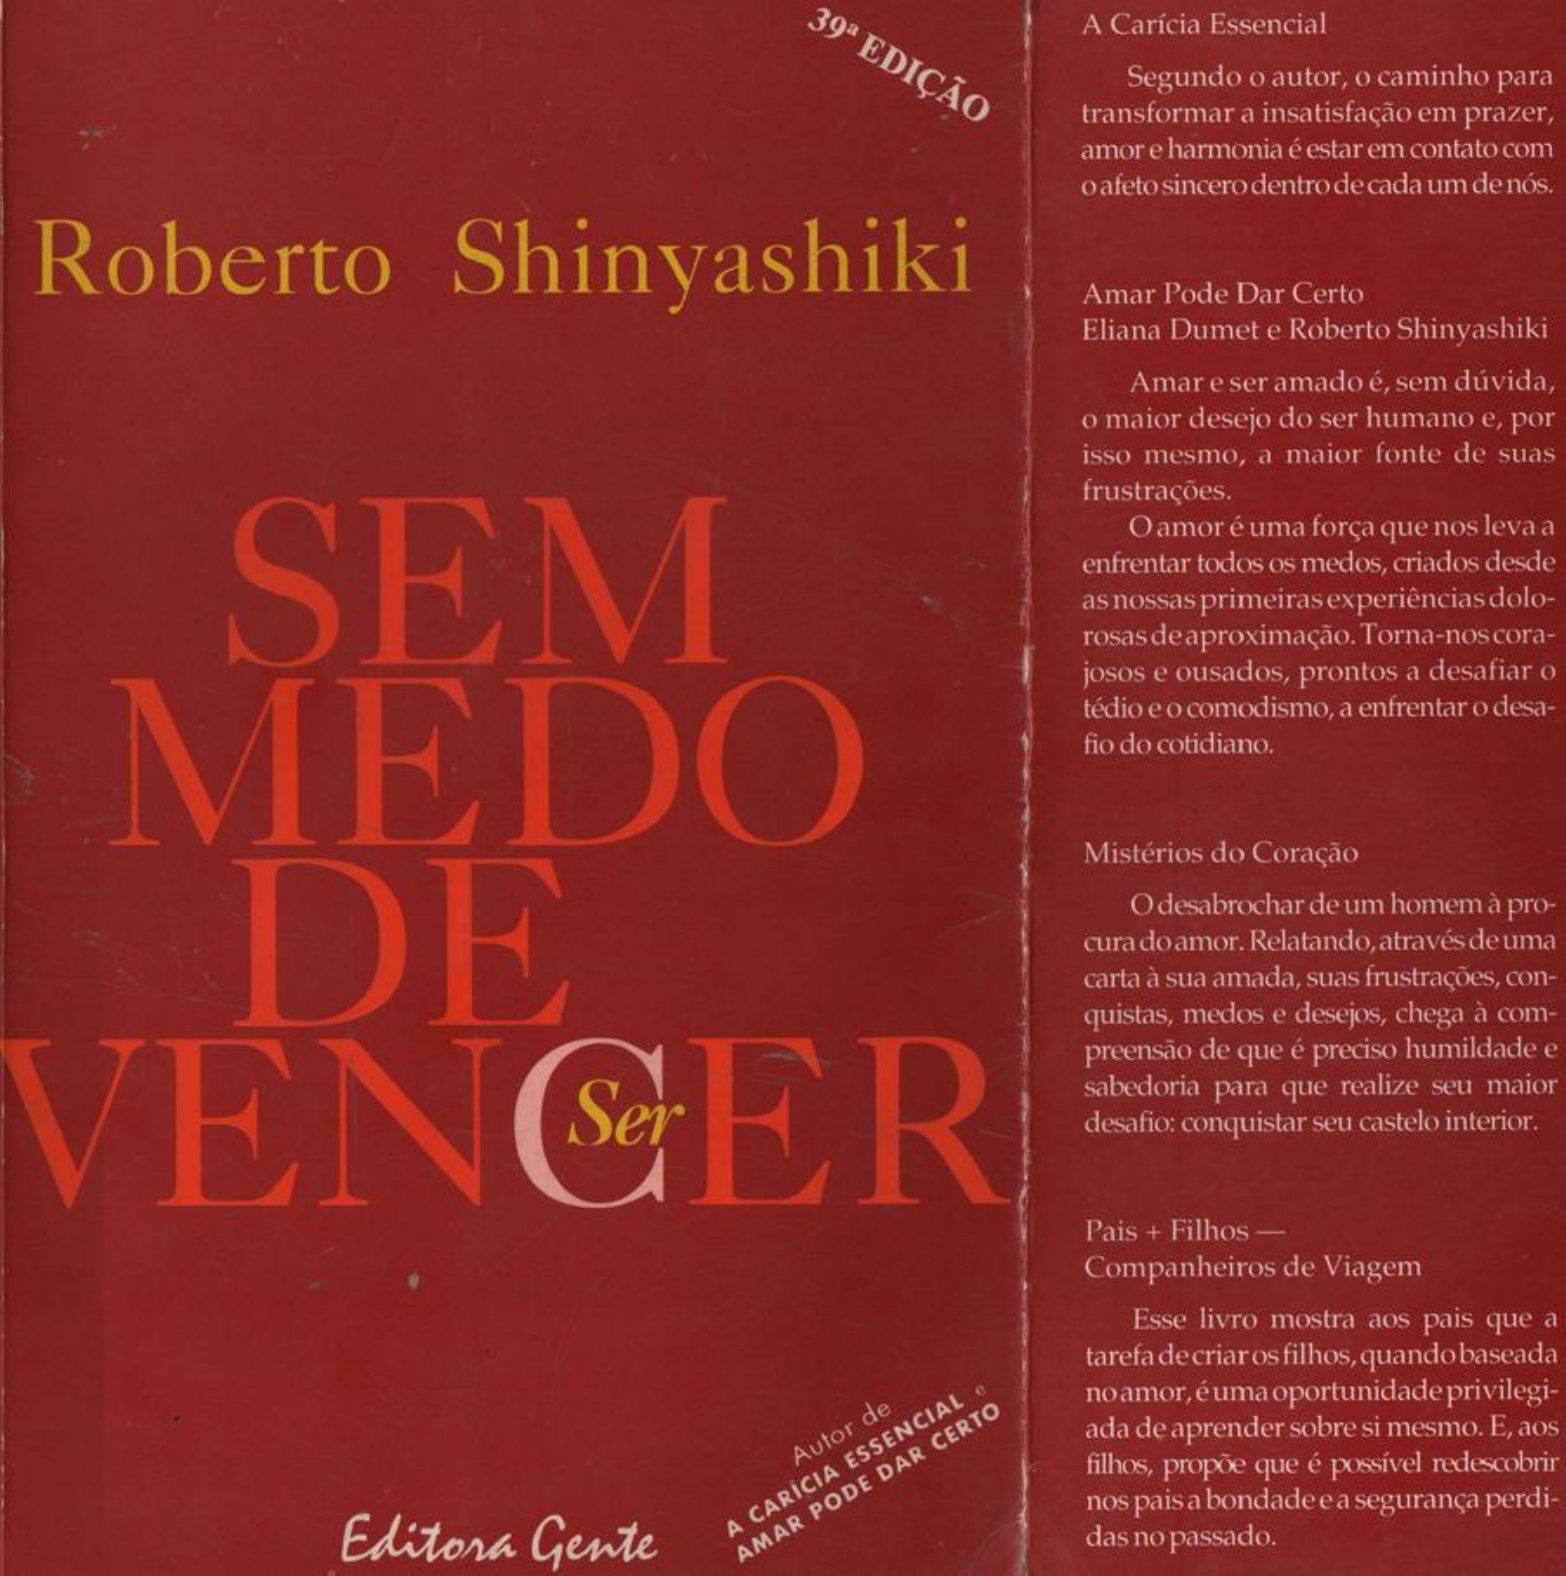 39ª EDIÇÃO
Roberto Shinyashiki
SEM
MEDO
DE
VENCER
Ser
Autor de
A CARÍCIA ESSENCIAL e
AMAR PODE DAR CERTO
Editora Gente
A Carícia Essencial
Segundo o autor, o caminho para
transformar a insatisfação em prazer,
amor e harmonia é estar em contato com
o afeto sincero dentro de cada um de nós.
Amar Pode Dar Certo
Eliana Dumet e Roberto Shinyashiki
Amar e ser amado é, sem dúvida,
o maior desejo do ser humano e, por
isso mesmo, a maior fonte de suas
frustrações.
O amor é uma força que nos leva a
enfrentar todos os medos, criados desde
as nossas primeiras experiências dolo-
rosas de aproximação. Torna-nos cora-
josos e ousados, prontos a desafiar o
tédio e o comodismo, a enfrentar o desa-
fio do cotidiano.
Mistérios do Coração
O desabrochar de um homem à pro-
cura do amor. Relatando, através de uma
carta à sua amada, suas frustrações, con-
quistas, medos e desejos, chega à com-
preensão de que é preciso humildade e
sabedoria para que realize seu maior
desafio: conquistar seu castelo interior.
Pais + Filhos —
Companheiros de Viagem
Esse livro mostra aos pais que a
tarefa de criar os filhos, quando baseada
no amor, é uma oportunidade privilegi-
ada de aprender sobre si mesmo. E, aos
filhos, propõe que é possível redescobrir
nos pais a bondade e a segurança perdi-
das no passado.